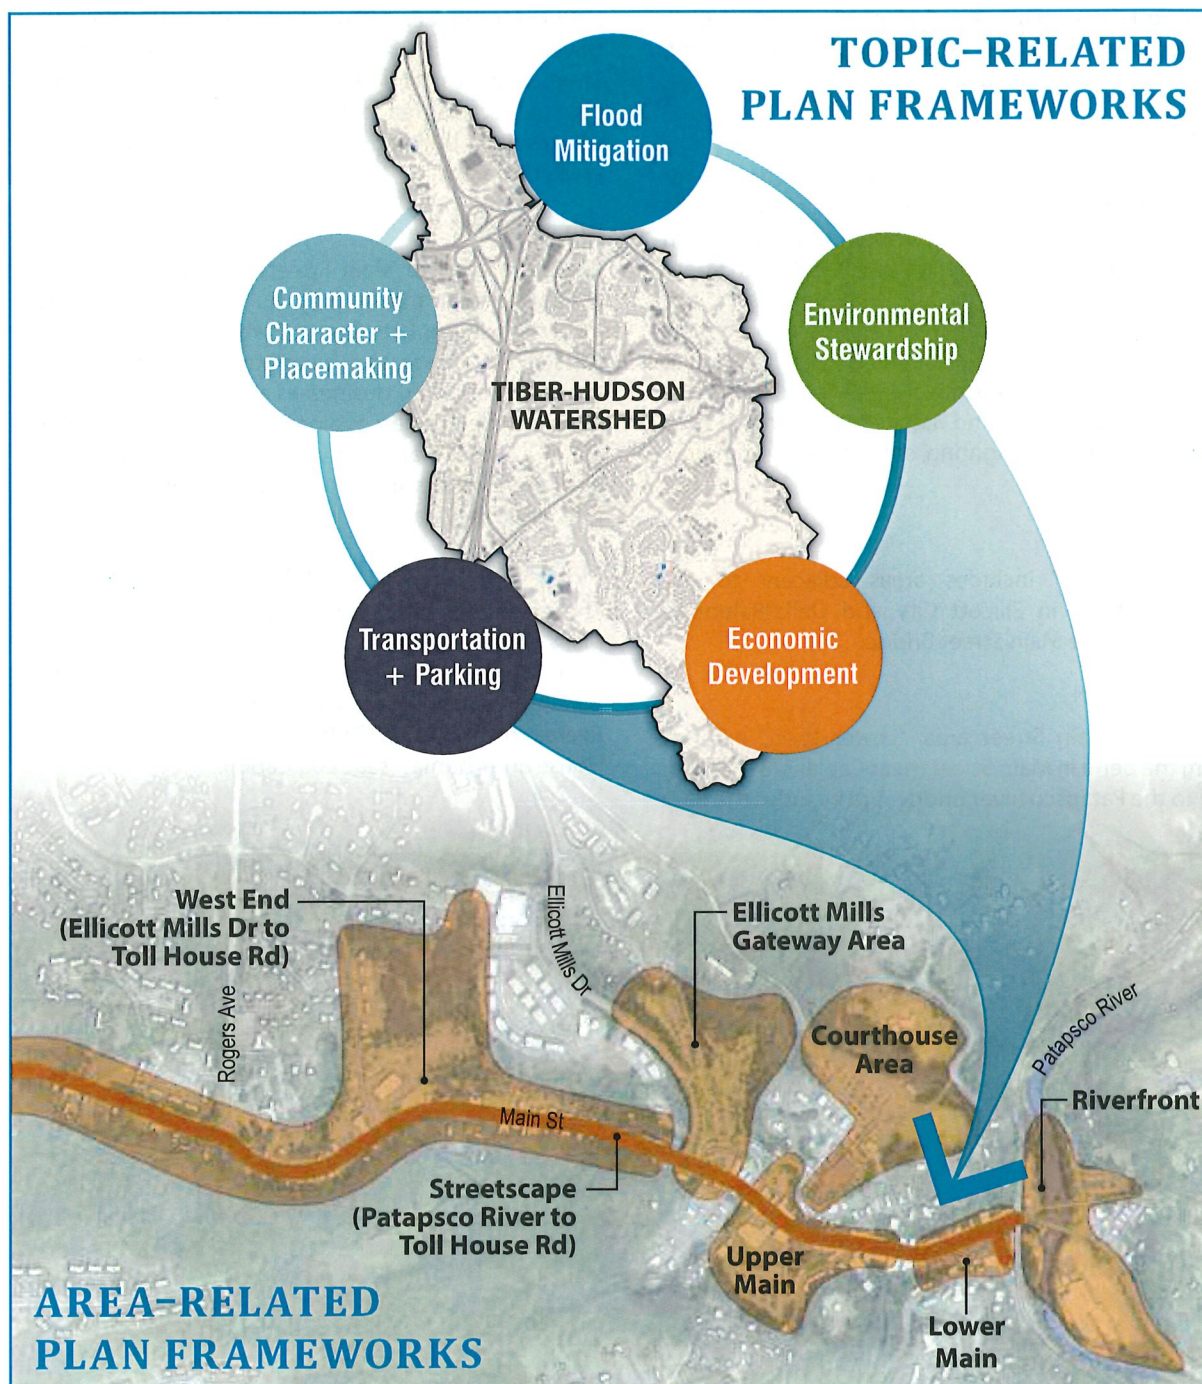 TOPIC–RELATED
PLAN FRAMEWORKS
Flood
Mitigation
Community
Character +
Placemaking
Environmental
Stewardship
TIBER-HUDSON
WATERSHED
Transportation
+ Parking
Economic
Development
West End
(Ellicott Mills Dr to
Toll House Rd)
Rogers Ave
Ellicott Mills Dr
Ellicott Mills
Gateway Area
Courthouse
Area
Patapsco River
Riverfront
Main St
Streetscape
(Patapsco River to
Toll House Rd)
Upper
Main
Lower
Main
AREA–RELATED
PLAN FRAMEWORKS